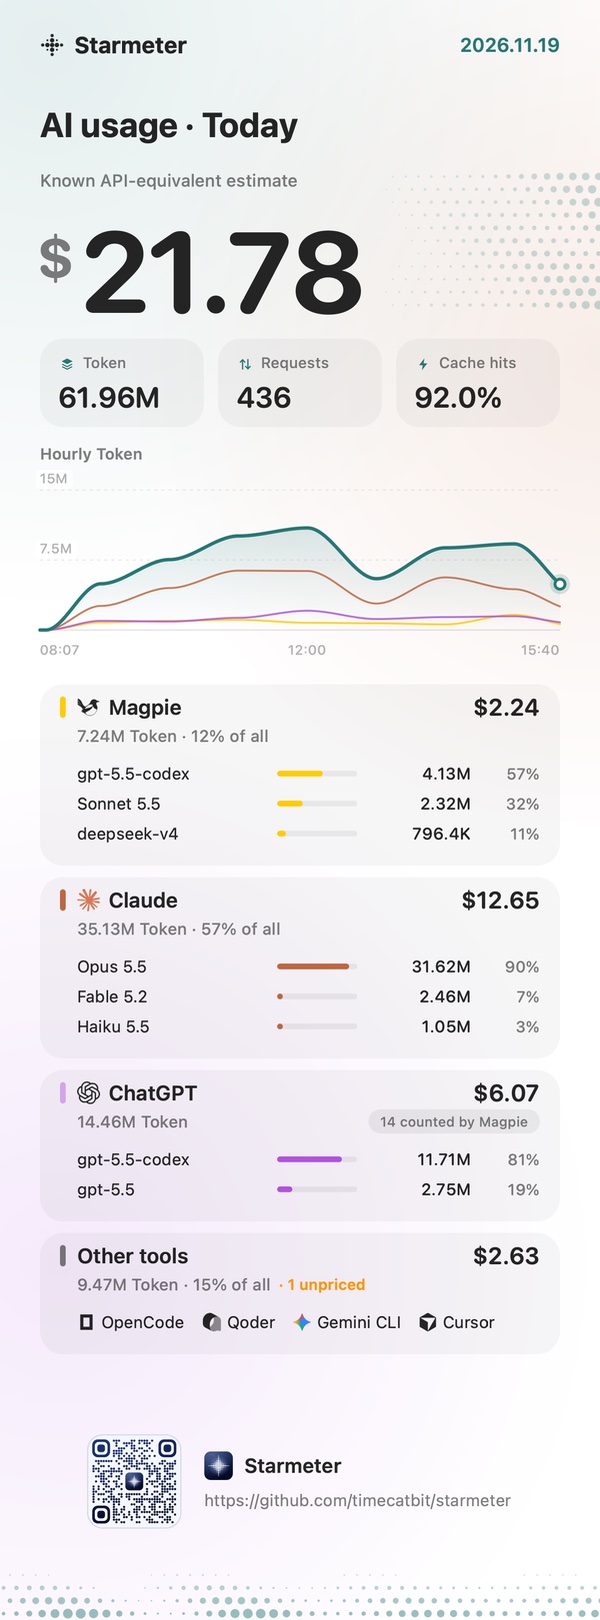 Starmeter
2026.11.19
AI usage · Today
Known API-equivalent estimate
$21.78
Token
61.96M
Requests
436
Cache hits
92.0%
Hourly Token
15M
7.5M
08:07 12:00 15:40
Magpie $2.24
7.24M Token · 12% of all
gpt-5.5-codex 4.13M 57%
Sonnet 5.5 2.32M 32%
deepseek-v4 796.4K 11%
Claude $12.65
35.13M Token · 57% of all
Opus 5.5 31.62M 90%
Fable 5.2 2.46M 7%
Haiku 5.5 1.05M 3%
ChatGPT $6.07
14.46M Token 14 counted by Magpie
gpt-5.5-codex 11.71M 81%
gpt-5.5 2.75M 19%
Other tools $2.63
9.47M Token · 15% of all · 1 unpriced
OpenCode Qoder Gemini CLI Cursor
Starmeter
https://github.com/timecatbit/starmeter